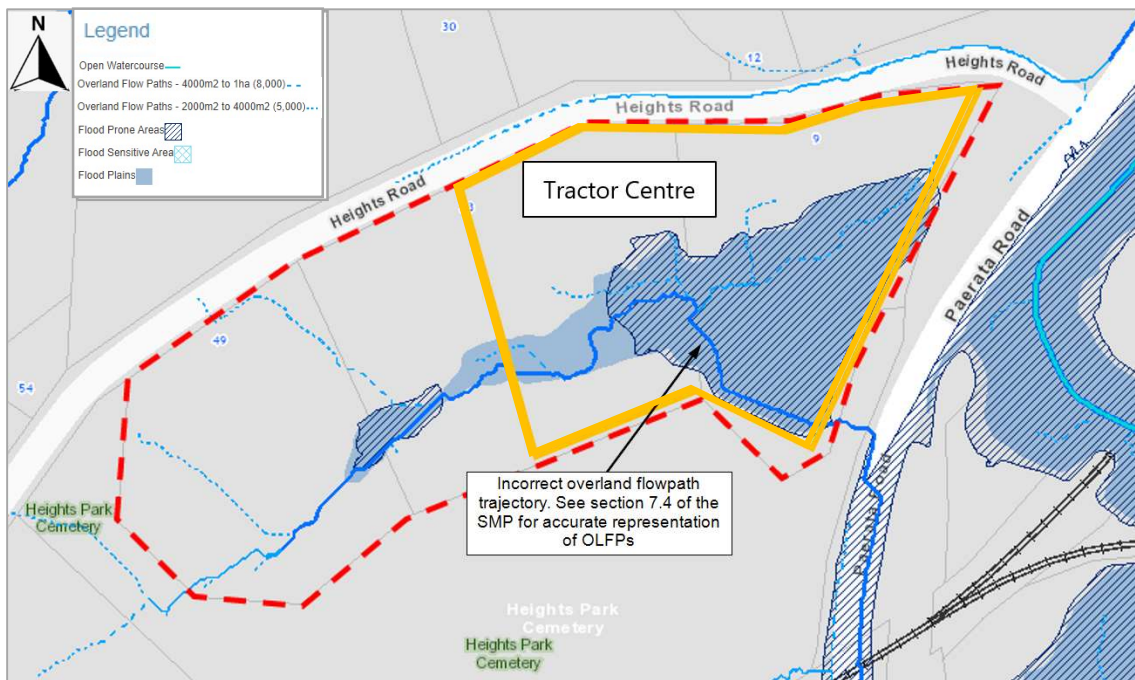 N
Legend
Open Watercourse
Overland Flow Paths - 4000m2 to 1ha (8,000)
Overland Flow Paths - 2000m2 to 4000m2 (5,000)
Flood Prone Areas
Flood Sensitive Area
Flood Plains
30
12
Heights Road
Heights Road
9
Tractor Centre
Heights Road
3
Paerata Road
49
54
Incorrect overland flowpath
trajectory. See section 7.4 of the
SMP for accurate representation
of OLFPs
Paerata Road
Heights Park
Cemetery
Heights Park
Cemetery
Heights Park
Cemetery